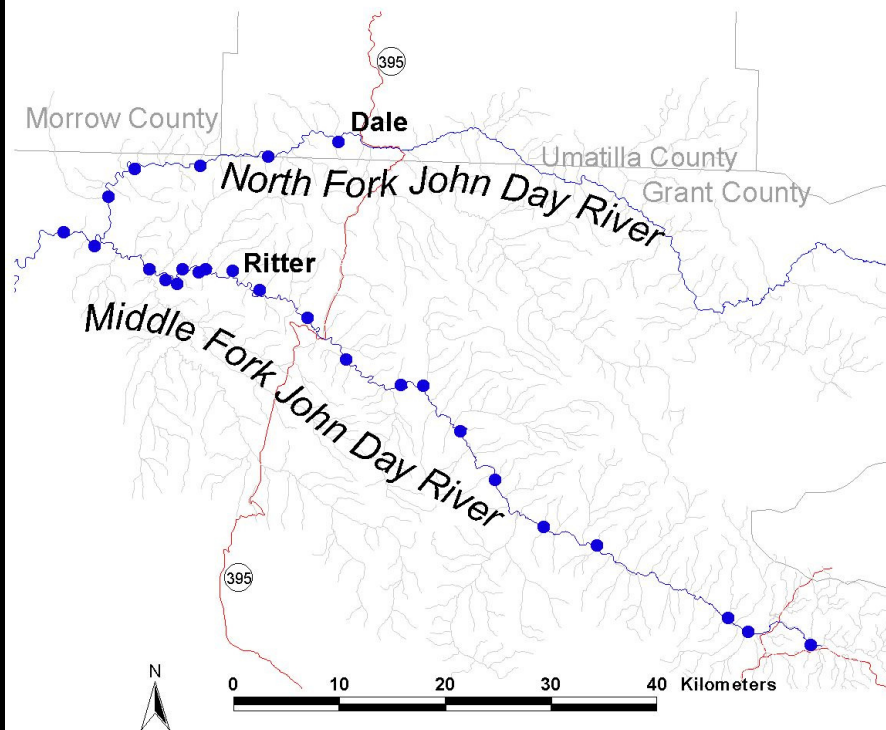 395
Dale
Morrow County
Umatilla County
North Fork John Day River
Grant County
Ritter
Middle Fork John Day River
395
N
0 10 20 30 40 Kilometers